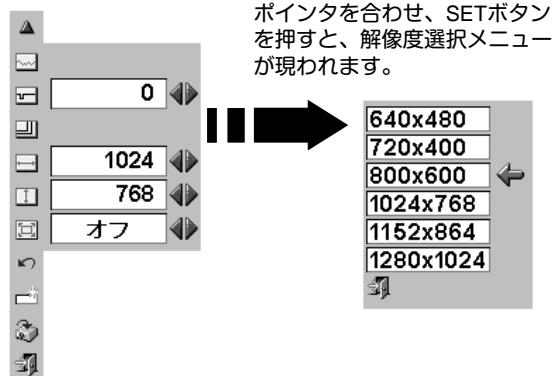 ポインタを合わせ、SETボタン
を押すと、解像度選択メニュー
が現われます。
0
1024
768
オフ
640x480
720x400
800x600
1024x768
1152x864
1280x1024